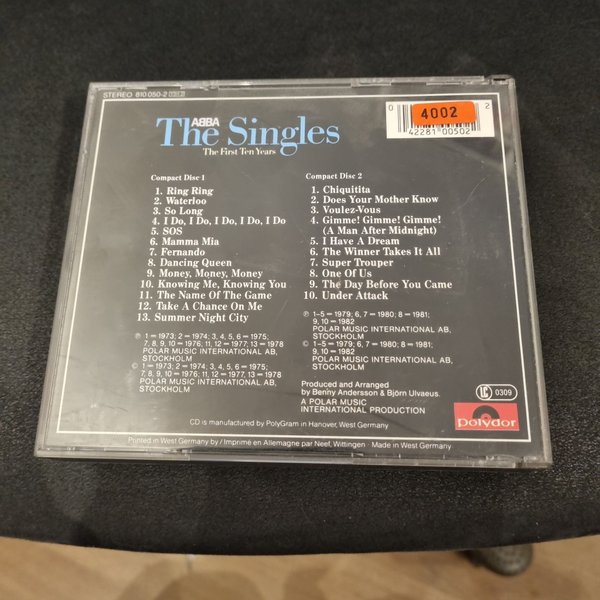 STEREO 810 050-2
ABBA
The Singles
The First Ten Years
0 4002 2
42281 00502
Compact Disc 1
1. Ring Ring
2. Waterloo
3. So Long
4. I Do, I Do, I Do, I Do, I Do
5. SOS
6. Mamma Mia
7. Fernando
8. Dancing Queen
9. Money, Money, Money
10. Knowing Me, Knowing You
11. The Name Of The Game
12. Take A Chance On Me
13. Summer Night City
℗ 1=1973; 2=1974; 3, 4, 5, 6=1975;
7, 8, 9, 10=1976; 11, 12=1977; 13=1978
POLAR MUSIC INTERNATIONAL AB,
STOCKHOLM
© 1=1973; 2=1974; 3, 4, 5, 6=1975;
7, 8, 9, 10=1976; 11, 12=1977; 13=1978
POLAR MUSIC INTERNATIONAL AB,
STOCKHOLM
Compact Disc 2
1. Chiquitita
2. Does Your Mother Know
3. Voulez-Vous
4. Gimme! Gimme! Gimme!
(A Man After Midnight)
5. I Have A Dream
6. The Winner Takes It All
7. Super Trouper
8. One Of Us
9. The Day Before You Came
10. Under Attack
℗ 1-5=1979; 6, 7=1980; 8=1981;
9, 10=1982
POLAR MUSIC INTERNATIONAL AB,
STOCKHOLM
© 1-5=1979; 6, 7=1980; 8=1981;
9, 10=1982
POLAR MUSIC INTERNATIONAL AB,
STOCKHOLM
Produced and Arranged
by Benny Andersson & Björn Ulvaeus.
A POLAR MUSIC
INTERNATIONAL PRODUCTION
LC 0309
polydor
CD is manufactured by PolyGram in Hanover, West Germany
Printed in West Germany by / Imprimé en Allemagne par Neef, Wittingen · Made in West Germany